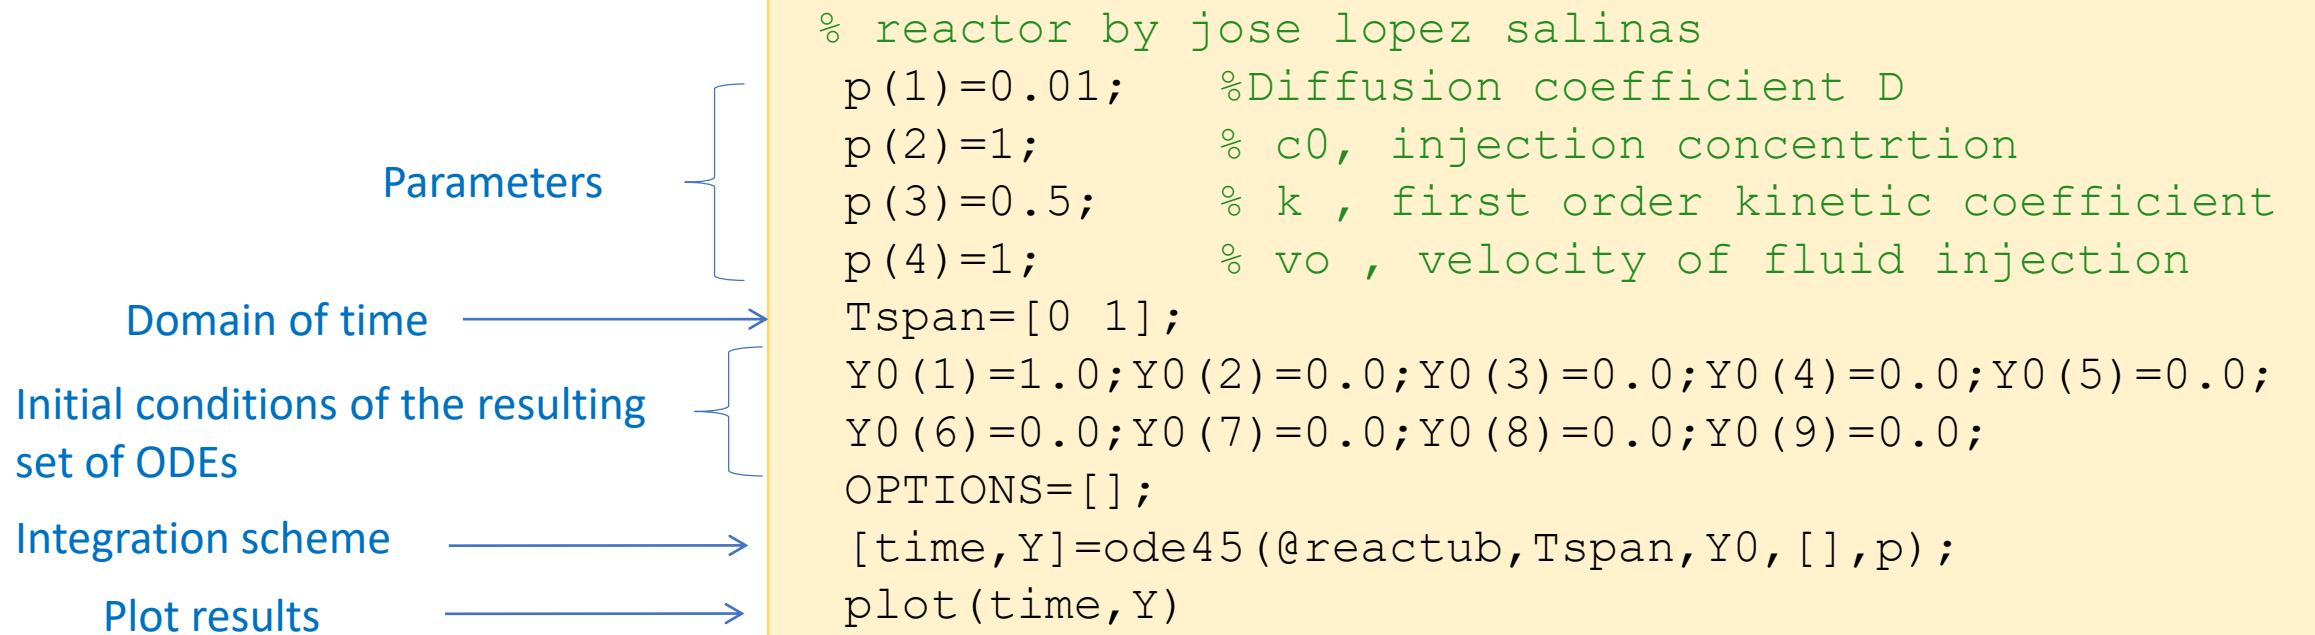 % reactor by jose lopez salinas
p(1)=0.01; %Diffusion coefficient D
p(2)=1; % c0, injection concentrtion
Parameters
p(3)=0.5; % k , first order kinetic coefficient
p(4)=1; % vo , velocity of fluid injection
Domain of time
Tspan=[0 1];
Initial conditions of the resulting
set of ODEs
Y0(1)=1.0;Y0(2)=0.0;Y0(3)=0.0;Y0(4)=0.0;Y0(5)=0.0;
Y0(6)=0.0;Y0(7)=0.0;Y0(8)=0.0;Y0(9)=0.0;
OPTIONS=[];
Integration scheme
[time,Y]=ode45(@reactub,Tspan,Y0,[],p);
Plot results
plot(time,Y)